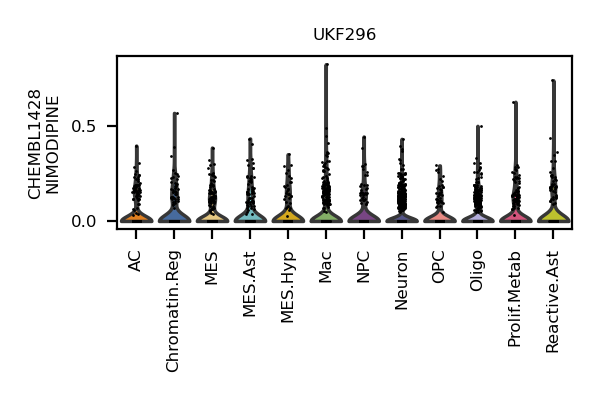 UKF296
CHEMBL1428
NIMODIPINE
0.5
0.0
AC
Chromatin.Reg
MES
MES.Ast
MES.Hyp
Mac
NPC
Neuron
OPC
Oligo
Prolif.Metab
Reactive.Ast